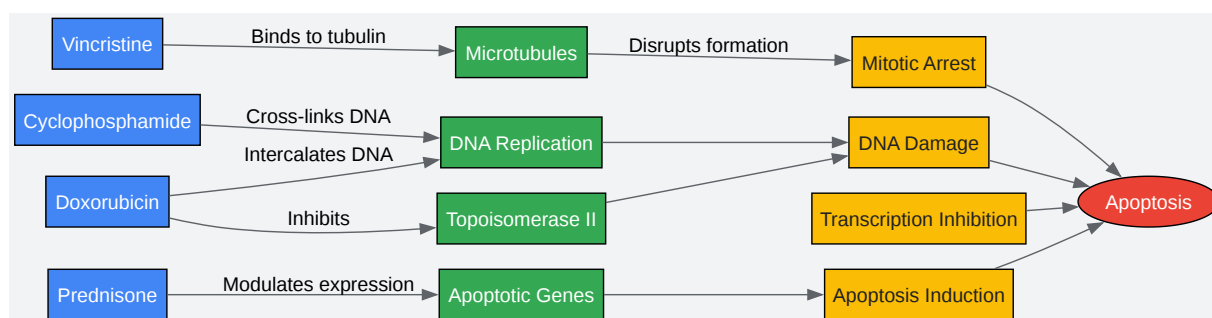 Vincristine
Binds to tubulin
Microtubules
Disrupts formation
Mitotic Arrest
Cyclophosphamide
Cross-links DNA
DNA Replication
DNA Damage
Intercalates DNA
Doxorubicin
Inhibits
Topoisomerase II
Transcription Inhibition
Apoptosis
Prednisone
Modulates expression
Apoptotic Genes
Apoptosis Induction